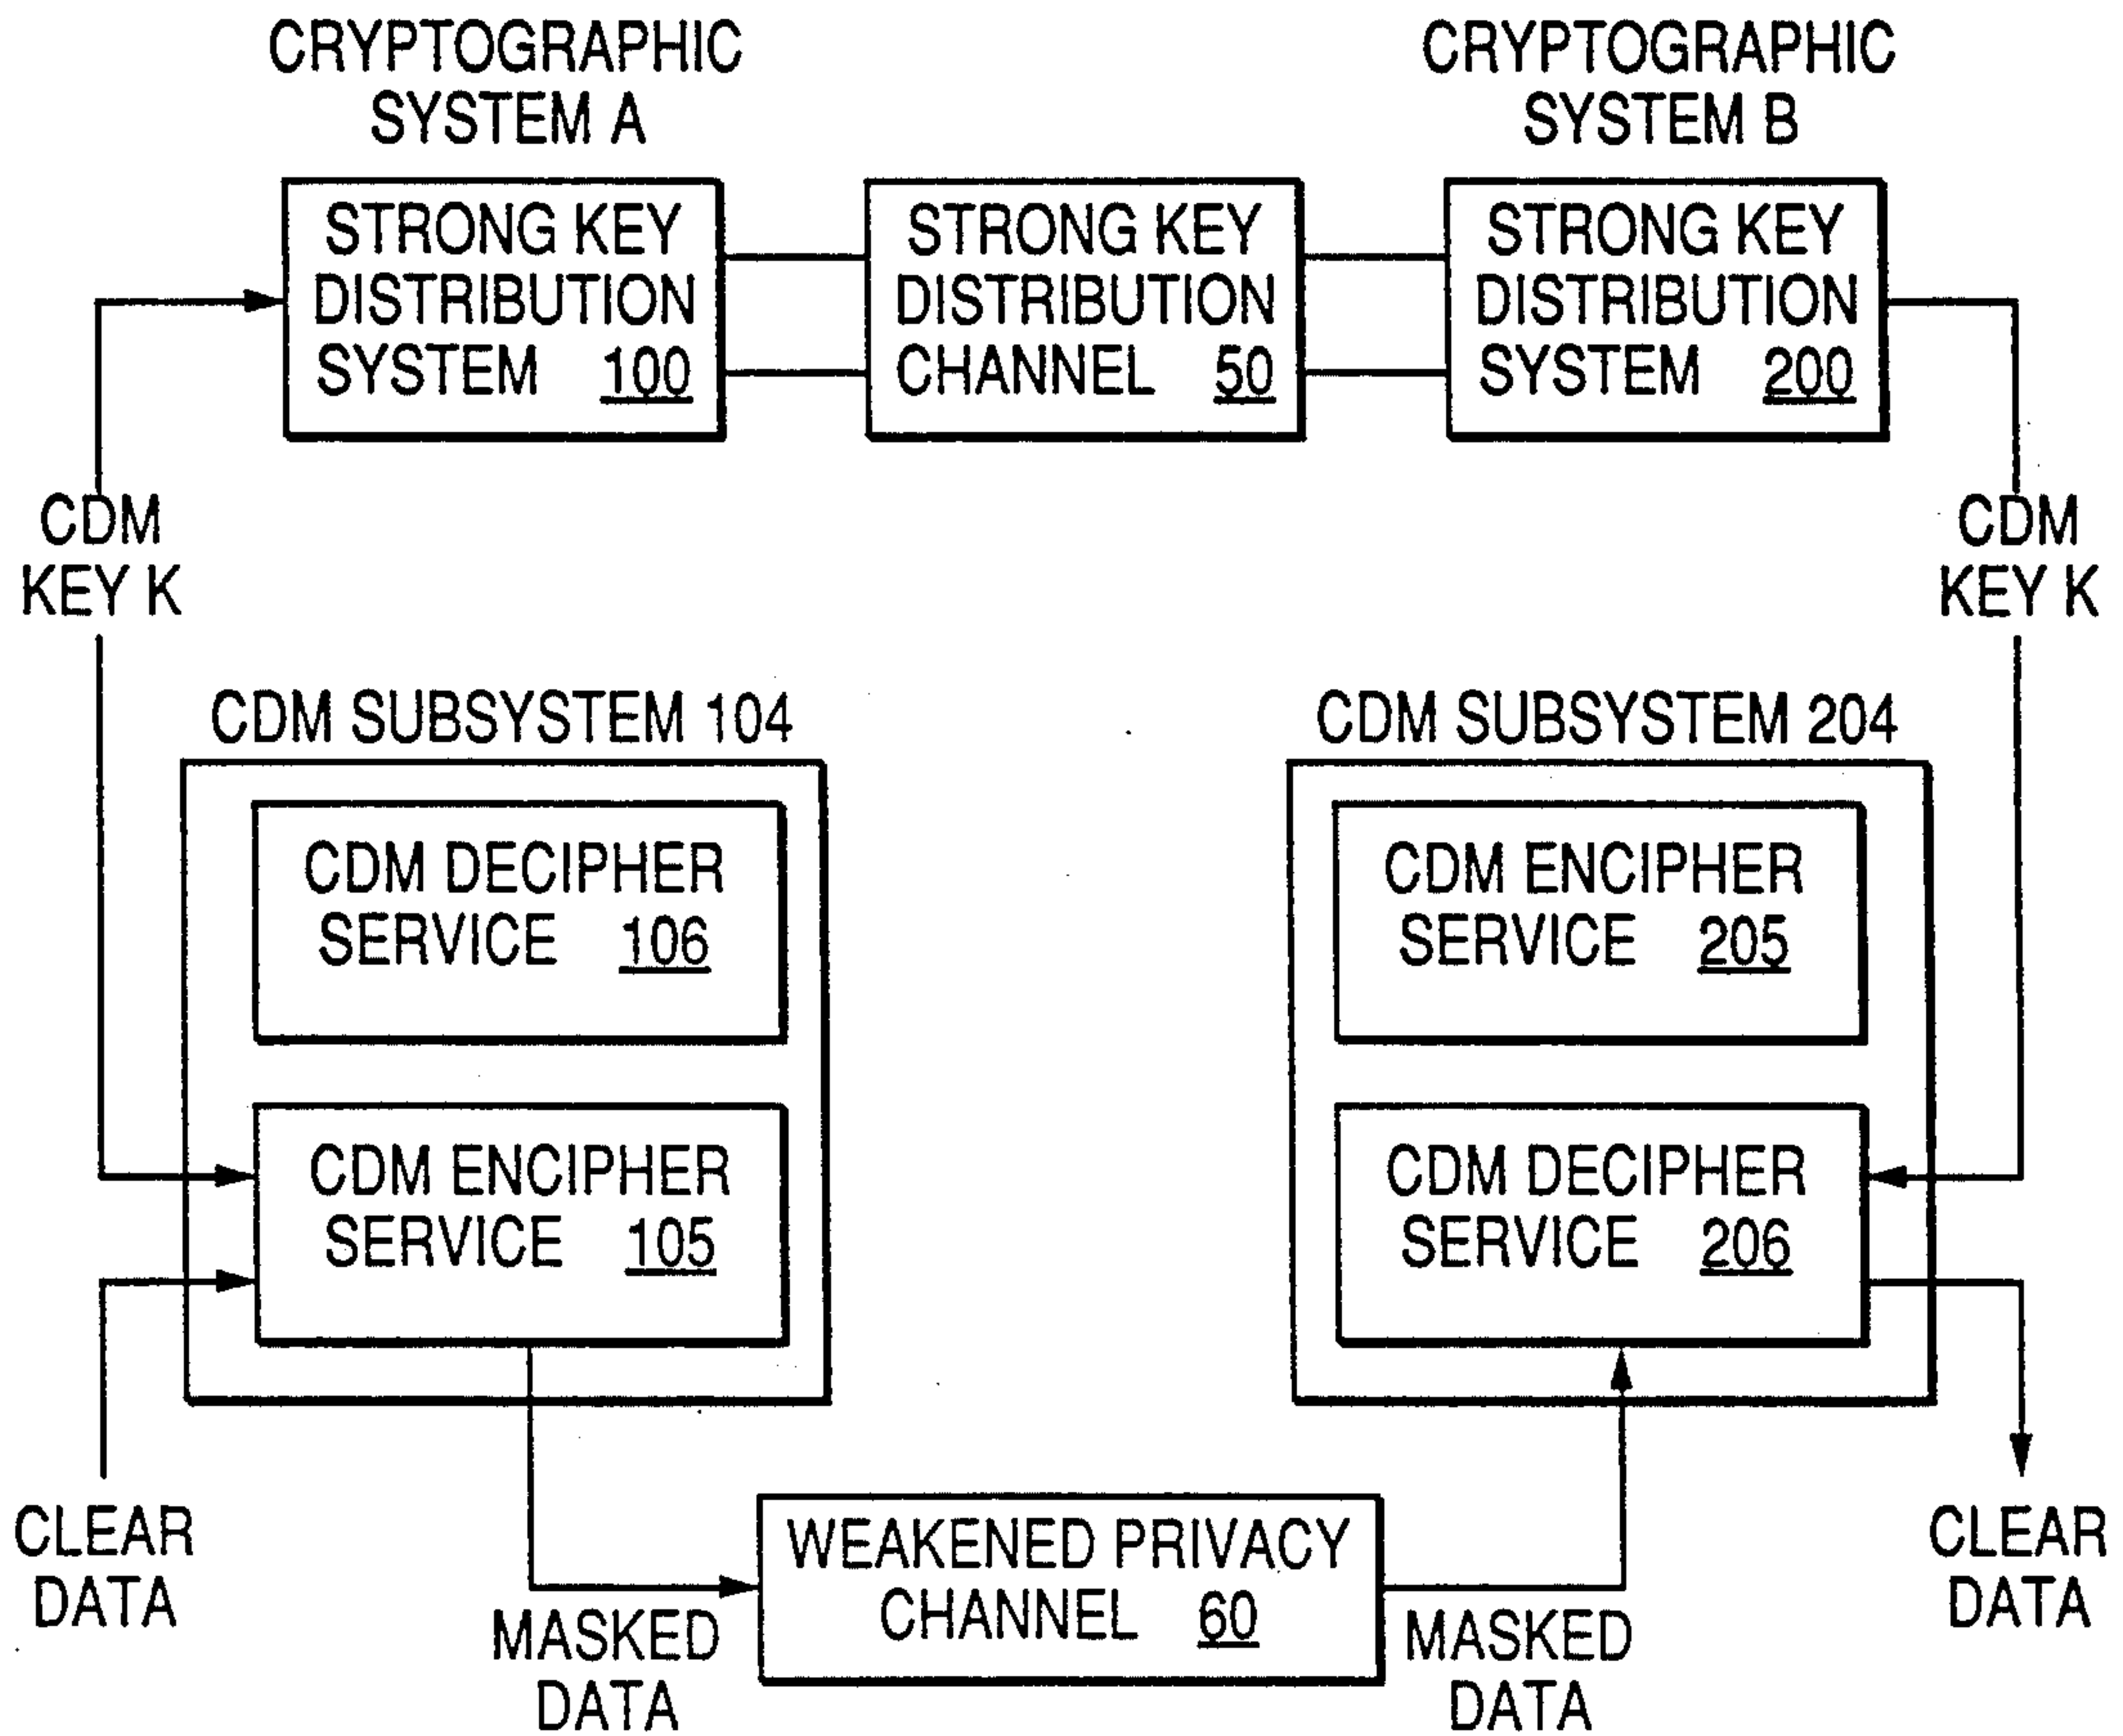 CRYPTOGRAPHIC
SYSTEM A
CRYPTOGRAPHIC
SYSTEM B
STRONG KEY
DISTRIBUTION
SYSTEM 100
STRONG KEY
DISTRIBUTION
CHANNEL 50
STRONG KEY
DISTRIBUTION
SYSTEM 200
CDM
KEY K
CDM
KEY K
CDM SUBSYSTEM 104
CDM DECIPHER
SERVICE 106
CDM ENCIPHER
SERVICE 105
CDM SUBSYSTEM 204
CDM ENCIPHER
SERVICE 205
CDM DECIPHER
SERVICE 206
CLEAR
DATA
MASKED
DATA
WEAKENED PRIVACY
CHANNEL 60
MASKED
DATA
CLEAR
DATA